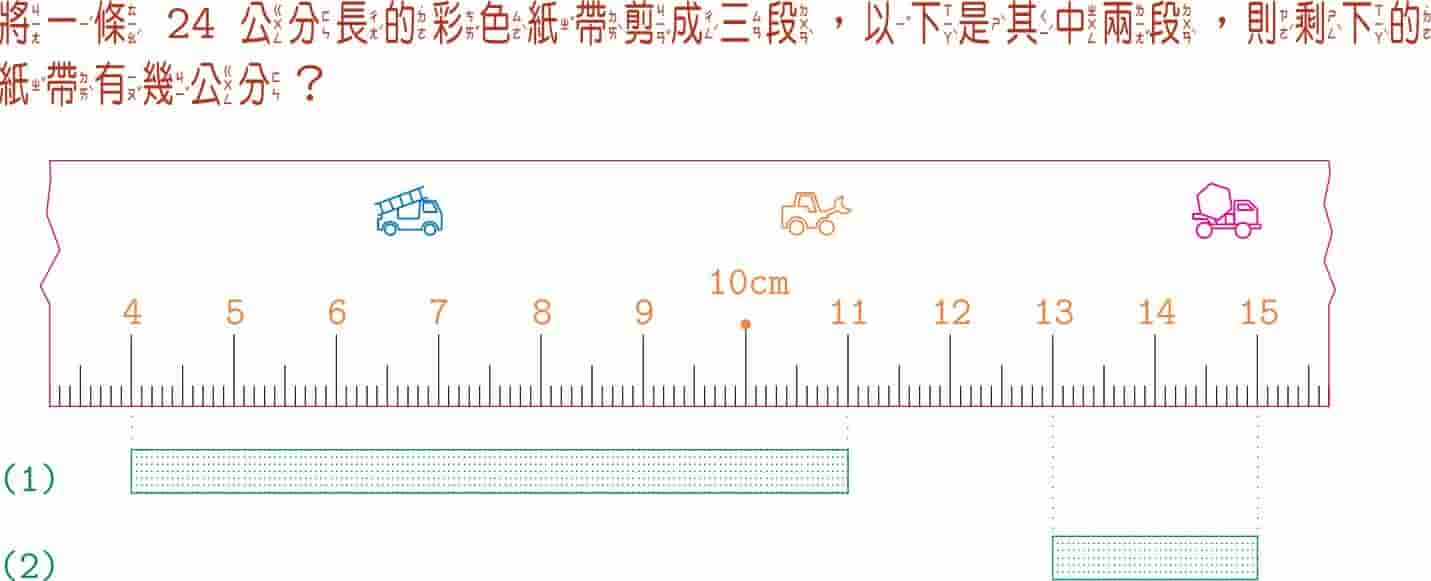 將一條 24 公分長的彩色紙帶剪成三段，以下是其中兩段，則剩下的
紙帶有幾公分？
10cm
4 5 6 7 8 9 11 12 13 14 15
(1)
(2)